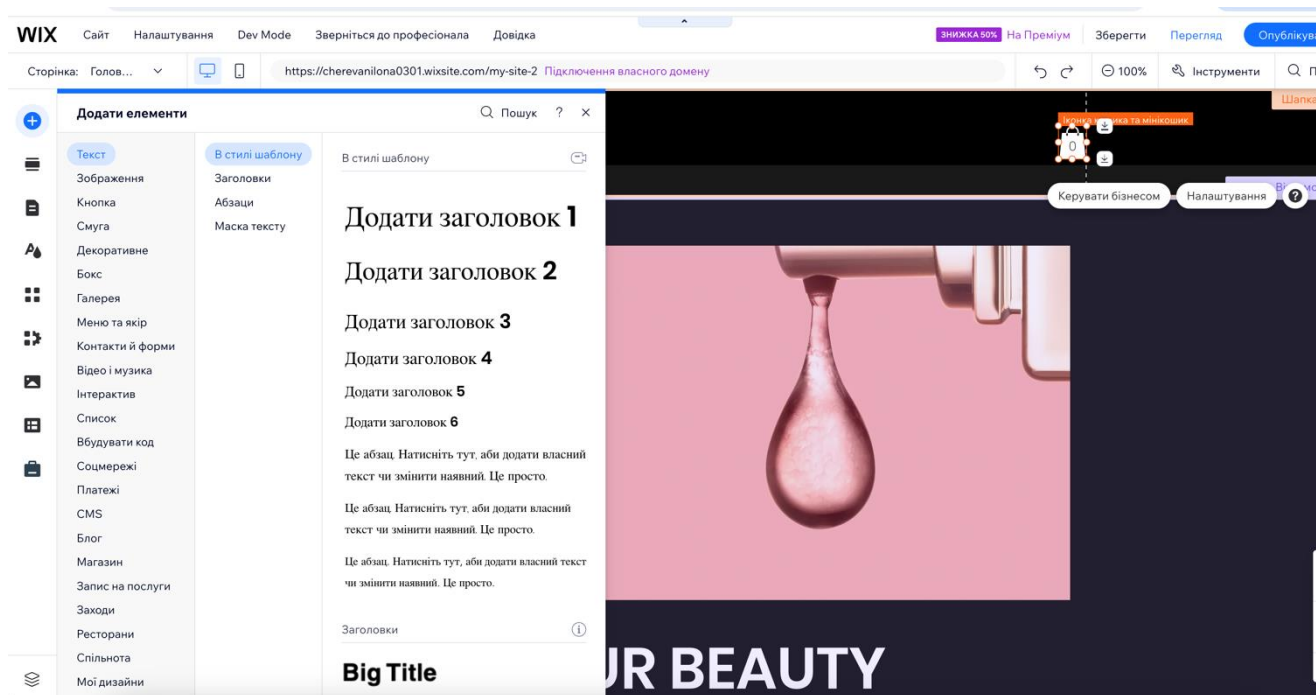 WIX Сайт Налаштування Dev Mode Зверніться до професіонала Довідка ЗНИЖКА 50% На Преміум Зберегти Перегляд
Сторінка: Голов... https://cherevanilona0301.wixsite.com/my-site-2 Підключення власного домену 100% Інструменти
Шапка
Додати елементи Пошук ? ×
Іконка
та мінікошик
0
Текст
Зображення
Кнопка
Смуга
Декоративне
Бокс
Галерея
Меню та якір
Контакти й форми
Відео і музика
Інтерактив
Список
Вбудувати код
Соцмережі
Платежі
CMS
Блог
Магазин
Запис на послуги
Заходи
Ресторани
Спільнота
Мої дизайни
В стилі шаблону
Заголовки
Абзаци
Маска тексту
В стилі шаблону
Додати заголовок 1
Додати заголовок 2
Додати заголовок 3
Додати заголовок 4
Додати заголовок 5
Додати заголовок 6
Це абзац. Натисніть тут, аби додати власний
текст чи змінити наявний. Це просто.
Це абзац. Натисніть тут, аби додати власний
текст чи змінити наявний. Це просто.
Це абзац. Натисніть тут, аби додати власний текст
чи змінити наявний. Це просто.
Заголовки
Big Title
Керувати бізнесом Налаштування ?
UR BEAUTY